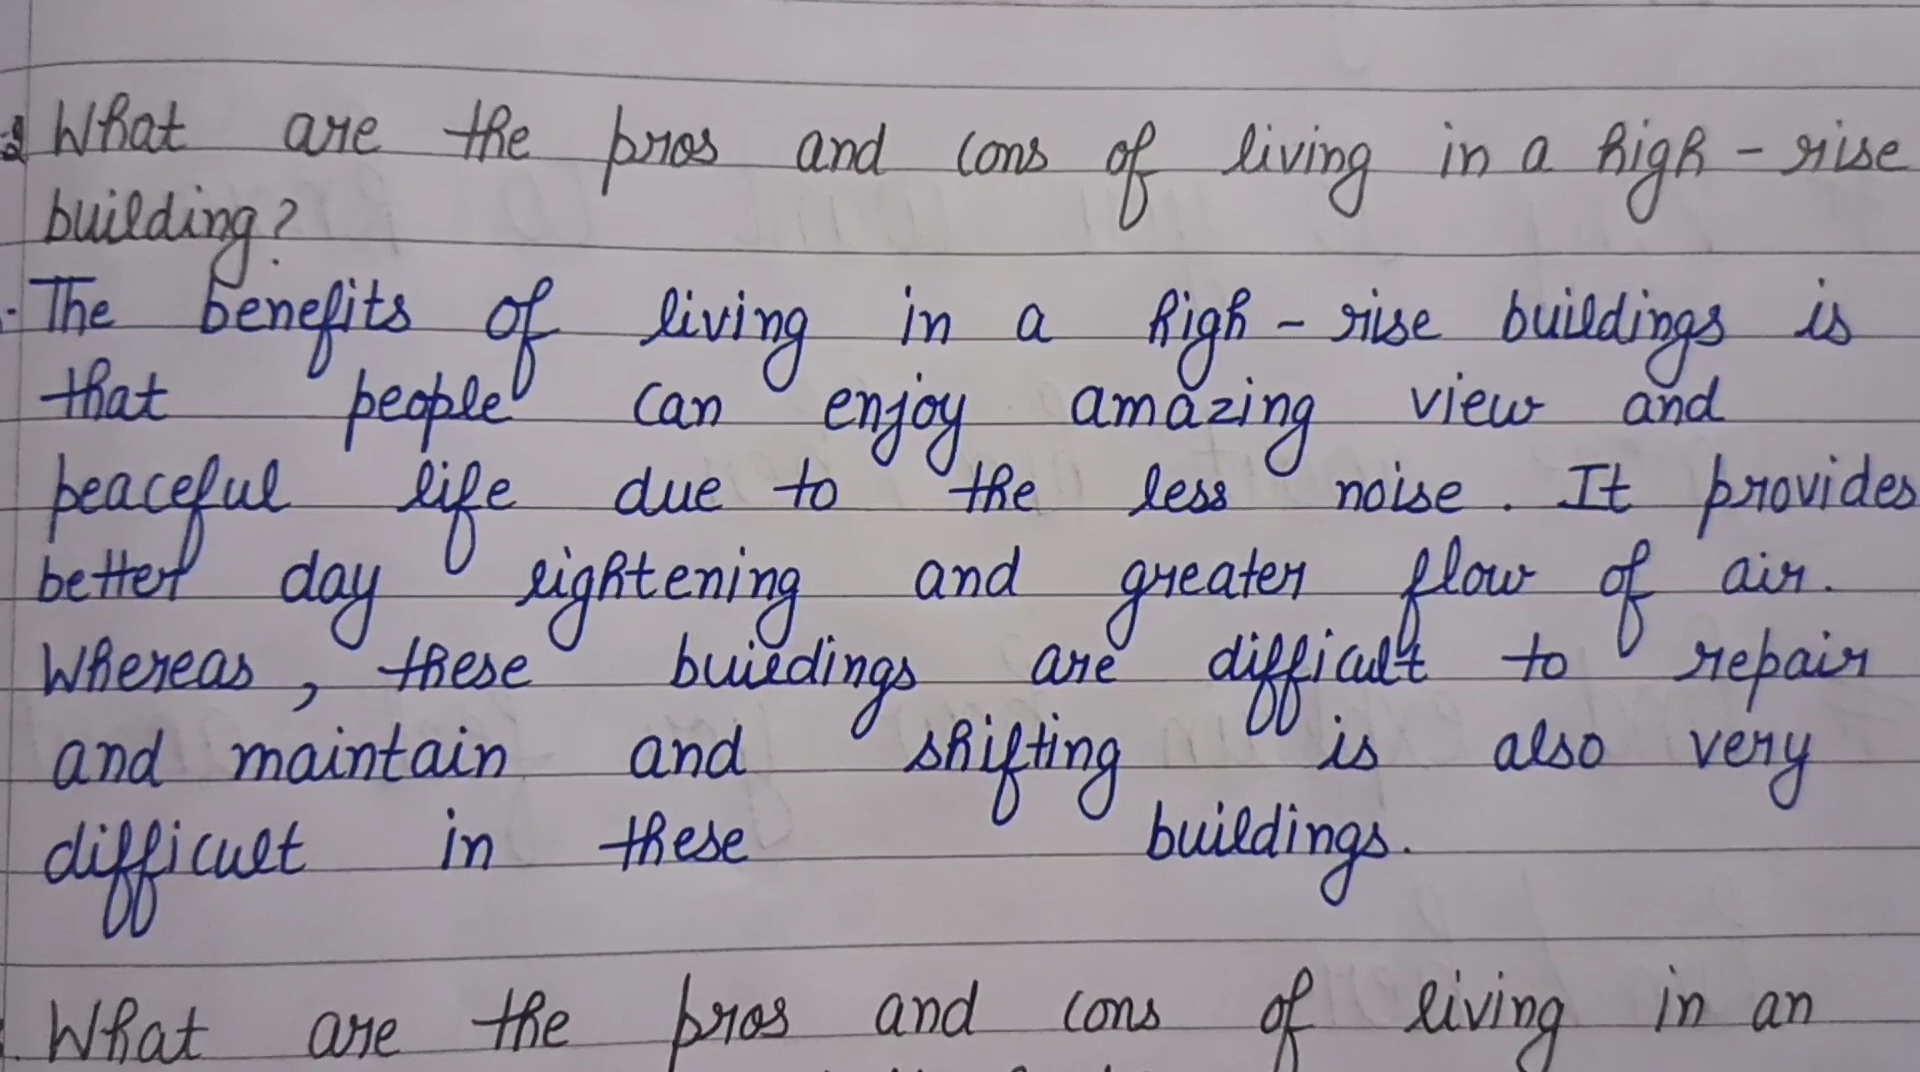 What are the pros and cons of living in a high - rise
building?
The benefits of living in a high - rise buildings is
that people can enjoy amazing view and
peaceful life due to the less noise. It provides
better day lightening and greater flow of air.
Whereas, these buildings are difficult to repair
and maintain and shifting is also very
difficult in these buildings.
What are the pros and cons of living in an